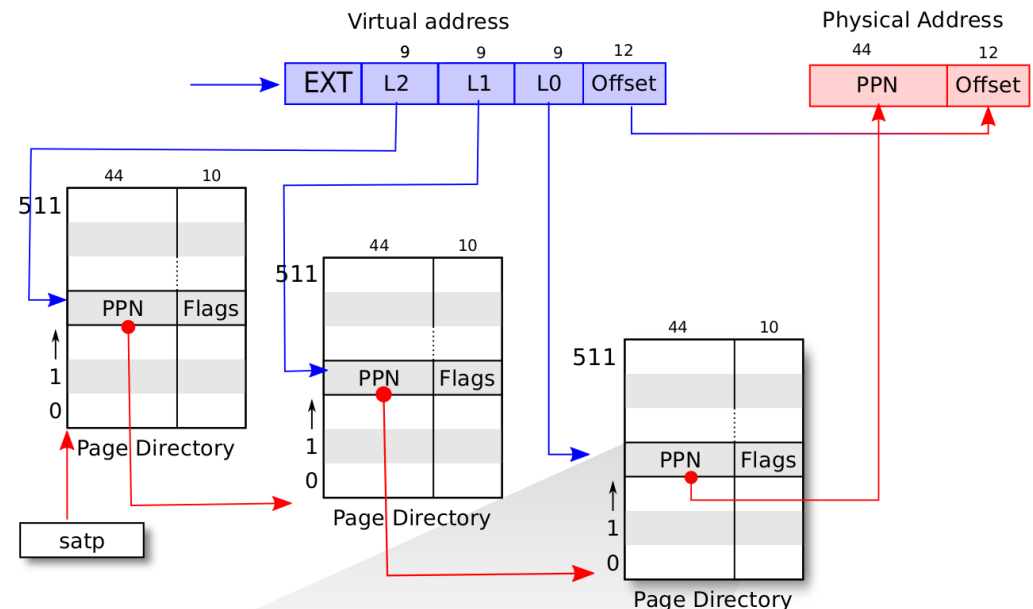 Virtual address
Physical Address
9 9 9 12
44 12
EXT L2 L1 L0 Offset
PPN Offset
44 10
511
PPN Flags
1
0
Page Directory
satp
44 10
511
PPN Flags
1
0
Page Directory
44 10
511
PPN Flags
1
0
Page Directory